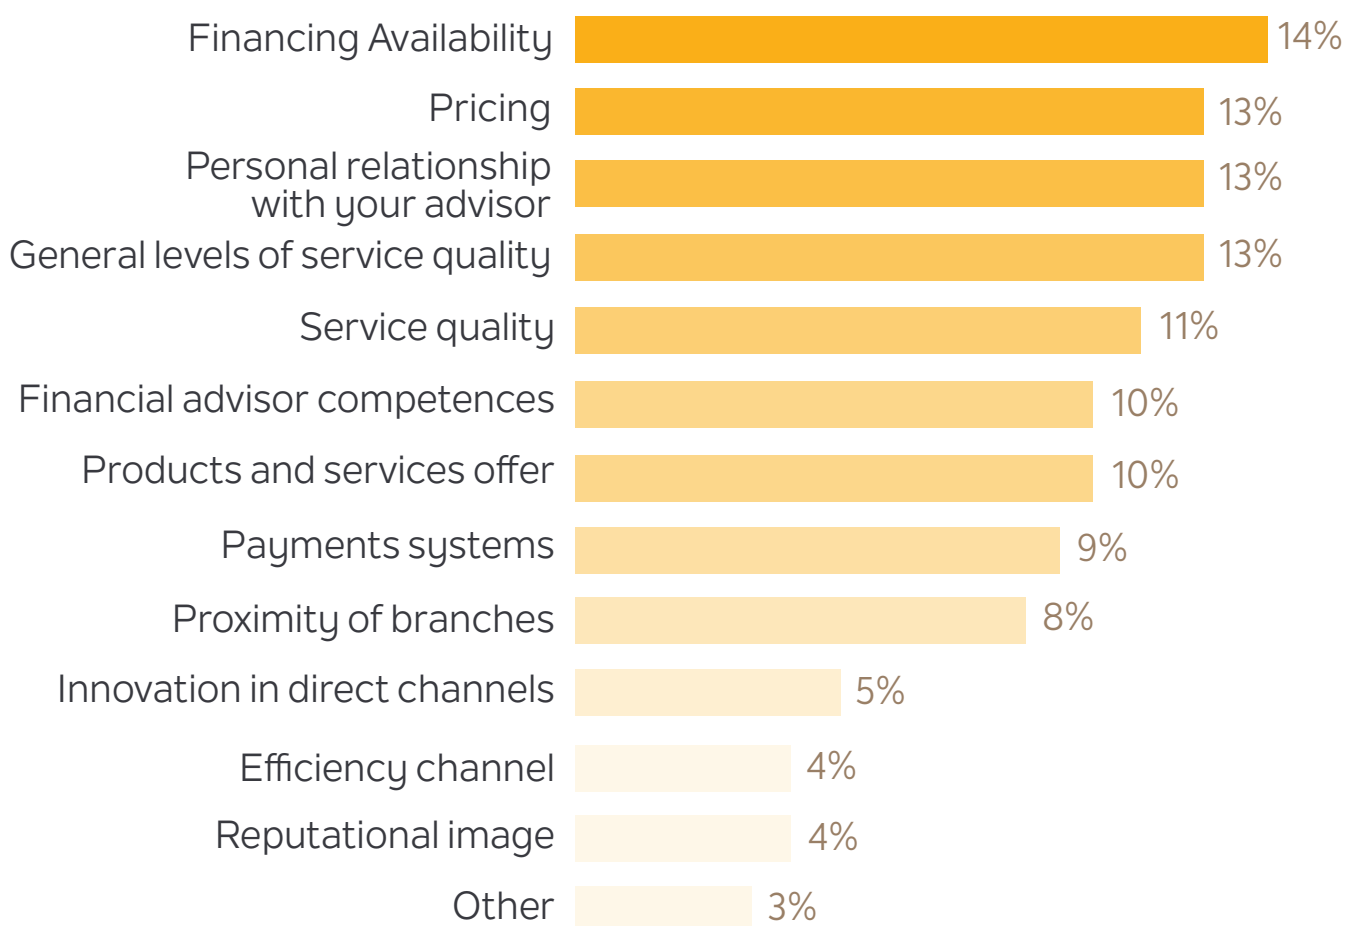 Financing Availability 14%
Pricing 13%
Personal relationship
with your advisor 13%
General levels of service quality 13%
Service quality 11%
Financial advisor competences 10%
Products and services offer 10%
Payments systems 9%
Proximity of branches 8%
Innovation in direct channels 5%
Efficiency channel 4%
Reputational image 4%
Other 3%